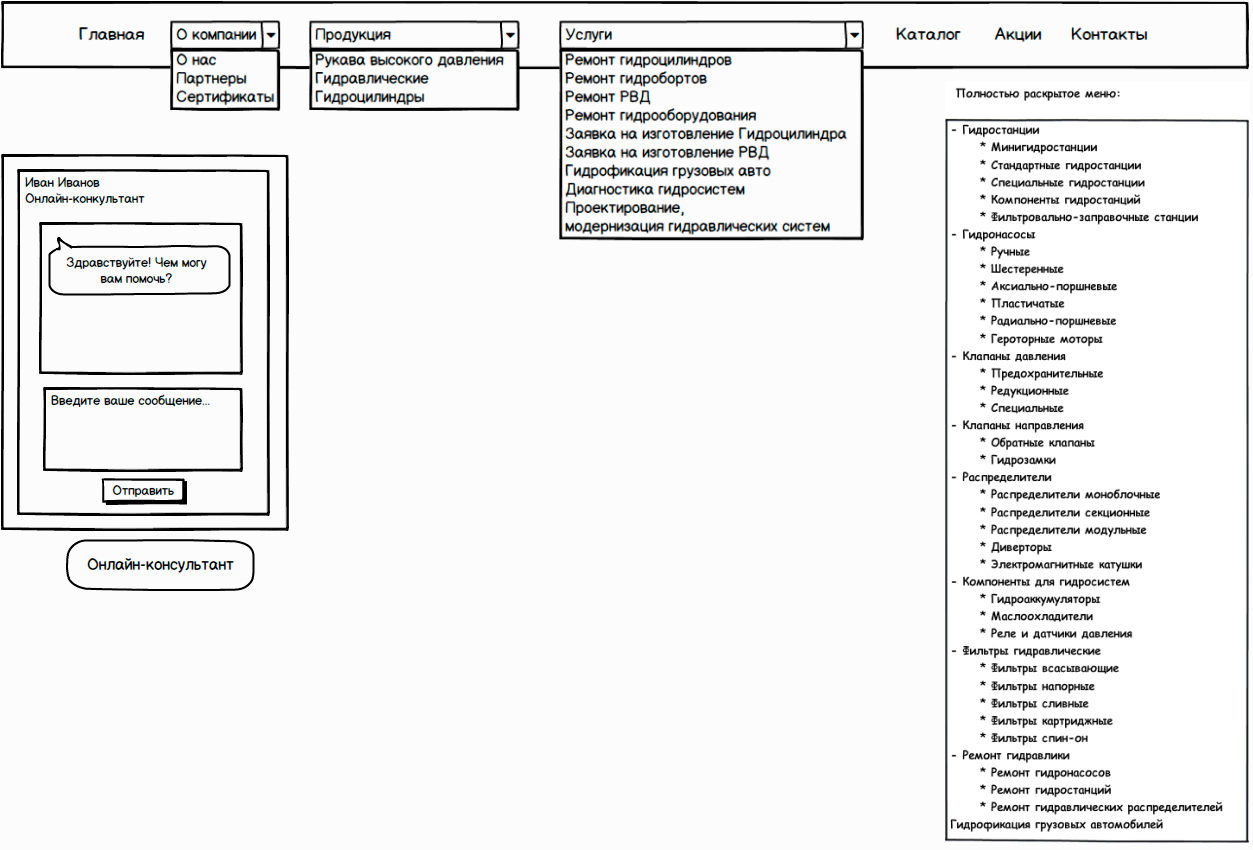 Главная
О компании
Продукция
Услуги
Каталог
Акции
Контакты
О нас
Партнеры
Сертификаты
Рукава высокого давления
Гидравлические
Гидроцилиндры
Ремонт гидроцилиндров
Ремонт гидробортов
Ремонт РВД
Ремонт гидрооборудования
Заявка на изготовление Гидроцилиндра
Заявка на изготовление РВД
Гидрофикация грузовых авто
Диагностика гидросистем
Проектирование,
модернизация гидравлических систем
Иван Иванов
Онлайн-конкультант
Здравствуйте! Чем могу
вам помочь?
Введите ваше сообщение...
Отправить
Онлайн-консультант
Полностью раскрытое меню:
- Гидростанции
* Минигидростанции
* Стандартные гидростанции
* Специальные гидростанции
* Компоненты гидростанций
* Фильтровально-заправочные станции
- Гидронасосы
* Ручные
* Шестеренные
* Аксиально-поршневые
* Пластичатые
* Радиально-поршневые
* Героторные моторы
- Клапаны давления
* Предохранительные
* Редукционные
* Специальные
- Клапаны направления
* Обратные клапаны
* Гидрозамки
- Распределители
* Распределители моноблочные
* Распределители секционные
* Распределители модульные
* Диверторы
* Электромагнитные катушки
- Компоненты для гидросистем
* Гидроаккумуляторы
* Маслоохладители
* Реле и датчики давления
- Фильтры гидравлические
* Фильтры всасывающие
* Фильтры напорные
* Фильтры сливные
* Фильтры картриджные
* Фильтры спин-он
- Ремонт гидравлики
* Ремонт гидронасосов
* Ремонт гидростанций
* Ремонт гидравлических распределителей
Гидрофикация грузовых автомобилей